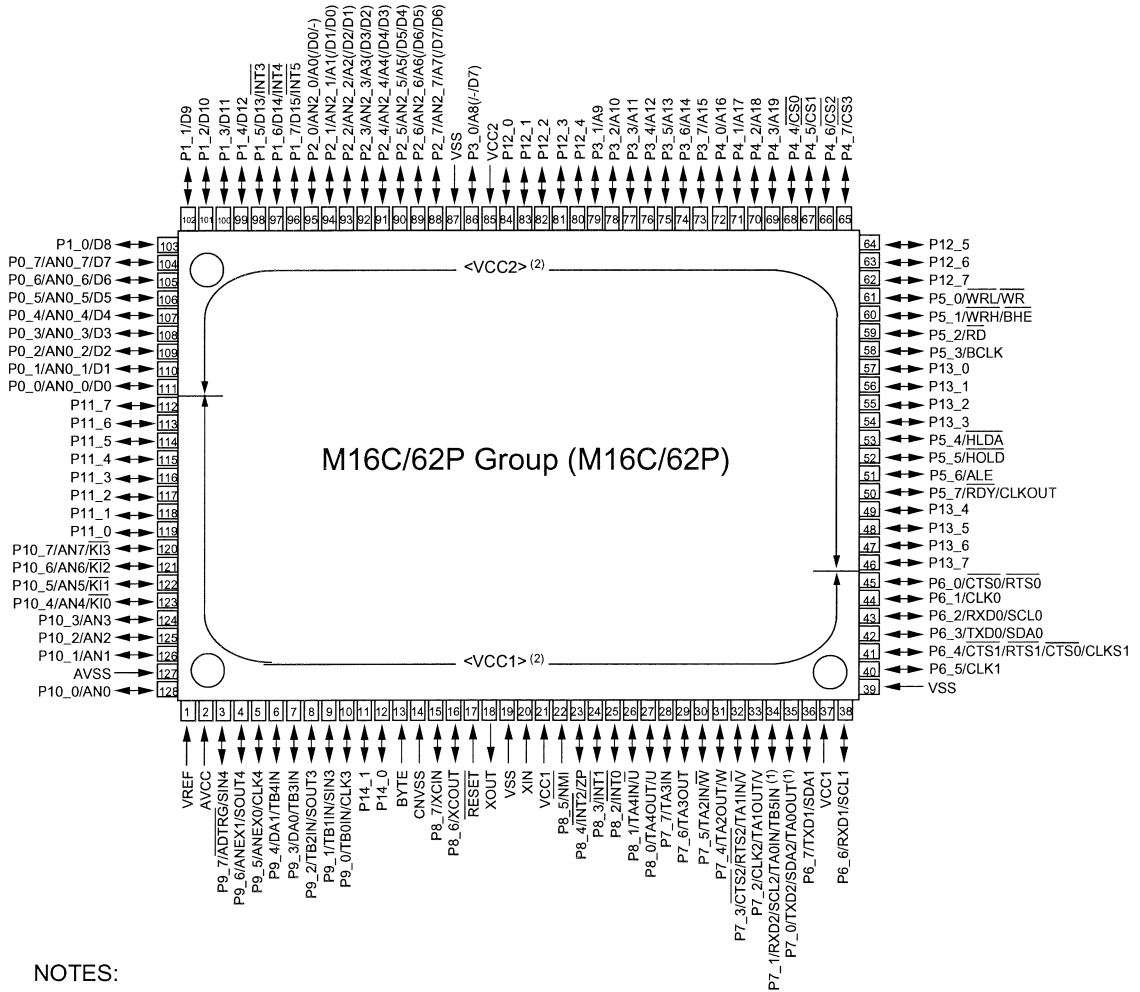 P1_1/D9
P1_2/D10
P1_3/D11
P1_4/D12
P1_5/D13/INT3
P1_6/D14/INT4
P1_7/D15/INT5
P2_0/AN2_0/A0(/D0/-)
P2_1/AN2_1/A1(/D1/D0)
P2_2/AN2_2/A2(/D2/D1)
P2_3/AN2_3/A3(/D3/D2)
P2_4/AN2_4/A4(/D4/D3)
P2_5/AN2_5/A5(/D5/D4)
P2_6/AN2_6/A6(/D6/D5)
P2_7/AN2_7/A7(/D7/D6)
VSS
P3_0/A8(/-/D7)
VCC2
P12_0
P12_1
P12_2
P12_3
P12_4
P3_1/A9
P3_2/A10
P3_3/A11
P3_4/A12
P3_5/A13
P3_6/A14
P3_7/A15
P4_0/A16
P4_1/A17
P4_2/A18
P4_3/A19
P4_4/CS0
P4_5/CS1
P4_6/CS2
P4_7/CS3
102 101 100 99 98 97 96 95 94 93 92 91 90 89 88 87 86 85 84 83 82 81 80 79 78 77 76 75 74 73 72 71 70 69 68 67 66 65
P1_0/D8 103
P0_7/AN0_7/D7 104
P0_6/AN0_6/D6 105
P0_5/AN0_5/D5 106
P0_4/AN0_4/D4 107
P0_3/AN0_3/D3 108
P0_2/AN0_2/D2 109
P0_1/AN0_1/D1 110
P0_0/AN0_0/D0 111
P11_7 112
P11_6 113
P11_5 114
P11_4 115
P11_3 116
P11_2 117
P11_1 118
P11_0 119
P10_7/AN7/KI3 120
P10_6/AN6/KI2 121
P10_5/AN5/KI1 122
P10_4/AN4/KI0 123
P10_3/AN3 124
P10_2/AN2 125
P10_1/AN1 126
AVSS 127
P10_0/AN0 128
<VCC2> (2)
M16C/62P Group (M16C/62P)
<VCC1> (2)
64 P12_5
63 P12_6
62 P12_7
61 P5_0/WRL/WR
60 P5_1/WRH/BHE
59 P5_2/RD
58 P5_3/BCLK
57 P13_0
56 P13_1
55 P13_2
54 P13_3
53 P5_4/HLDA
52 P5_5/HOLD
51 P5_6/ALE
50 P5_7/RDY/CLKOUT
49 P13_4
48 P13_5
47 P13_6
46 P13_7
45 P6_0/CTS0/RTS0
44 P6_1/CLK0
43 P6_2/RXD0/SCL0
42 P6_3/TXD0/SDA0
41 P6_4/CTS1/RTS1/CTS0/CLKS1
40 P6_5/CLK1
39 VSS
1 2 3 4 5 6 7 8 9 10 11 12 13 14 15 16 17 18 19 20 21 22 23 24 25 26 27 28 29 30 31 32 33 34 35 36 37 38
VREF
AVCC
P9_7/ADTRG/SIN4
P9_6/ANEX1/SOUT4
P9_5/ANEX0/CLK4
P9_4/DA1/TB4IN
P9_3/DA0/TB3IN
P9_2/TB2IN/SOUT3
P9_1/TB1IN/SIN3
P9_0/TB0IN/CLK3
P14_1
P14_0
BYTE
CNVSS
P8_7/XCIN
P8_6/XCOUT
RESET
XOUT
VSS
XIN
VCC1
P8_5/NMI
P8_4/INT2/ZP
P8_3/INT1
P8_2/INT0
P8_1/TA4IN/U
P8_0/TA4OUT/U
P7_7/TA3IN
P7_6/TA3OUT
P7_5/TA2IN/W
P7_4/TA2OUT/W
P7_3/CTS2/RTS2/TA1IN/V
P7_2/CLK2/TA1OUT/V
P7_1/RXD2/SCL2/TA0IN/TB5IN (1)
P7_0/TXD2/SDA2/TA0OUT(1)
P6_7/TXD1/SDA1
VCC1
P6_6/RXD1/SCL1
NOTES: